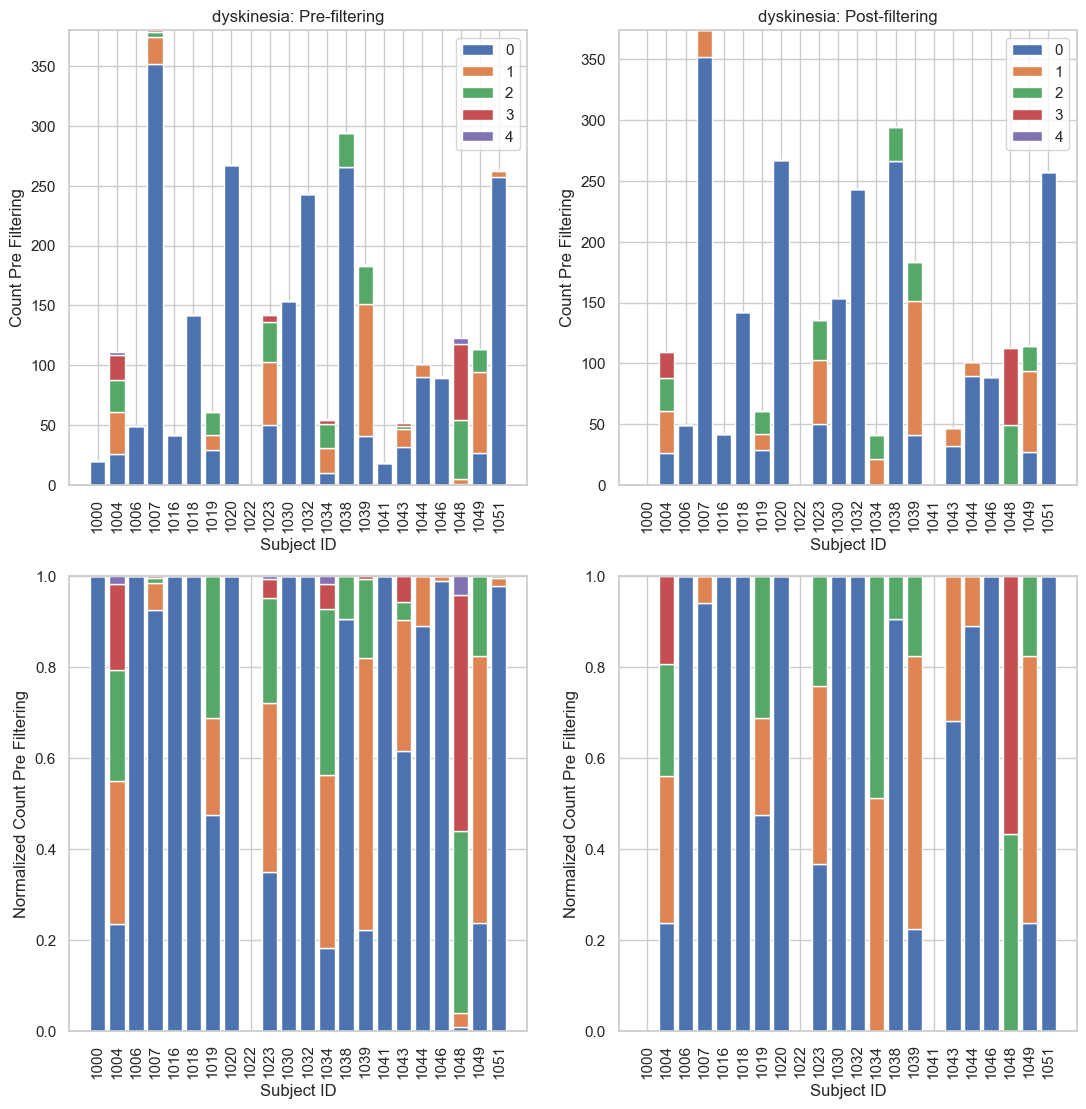 dyskinesia: Pre-filtering
Count Pre Filtering
350
300
250
200
150
100
50
0
0
1
2
3
4
1000 1004 1006 1007 1016 1018 1019 1020 1022 1023 1030 1032 1034 1038 1039 1041 1043 1044 1046 1048 1049 1051
Subject ID
dyskinesia: Post-filtering
Count Pre Filtering
350
300
250
200
150
100
50
0
0
1
2
3
4
1000 1004 1006 1007 1016 1018 1019 1020 1022 1023 1030 1032 1034 1038 1039 1041 1043 1044 1046 1048 1049 1051
Subject ID
Normalized Count Pre Filtering
1.0
0.8
0.6
0.4
0.2
0.0
1000 1004 1006 1007 1016 1018 1019 1020 1022 1023 1030 1032 1034 1038 1039 1041 1043 1044 1046 1048 1049 1051
Subject ID
Normalized Count Pre Filtering
1.0
0.8
0.6
0.4
0.2
0.0
1000 1004 1006 1007 1016 1018 1019 1020 1022 1023 1030 1032 1034 1038 1039 1041 1043 1044 1046 1048 1049 1051
Subject ID